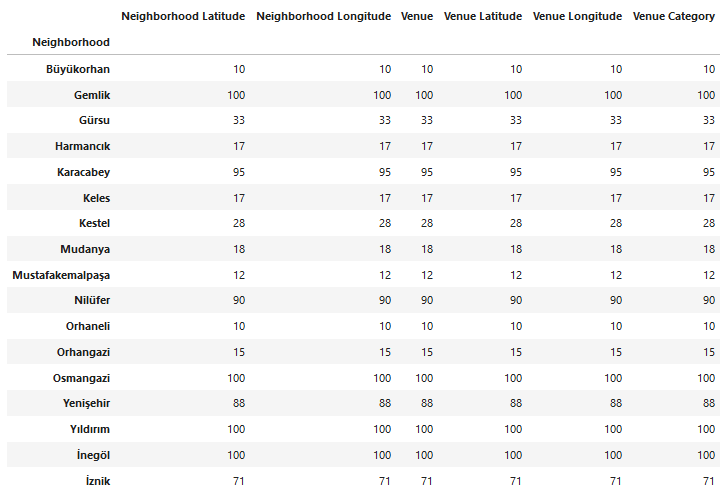 Neighborhood Latitude Neighborhood Longitude Venue Venue Latitude Venue Longitude Venue Category
Neighborhood
Büyükorhan 10 10 10 10 10 10
Gemlik 100 100 100 100 100 100
Gürsu 33 33 33 33 33 33
Harmancık 17 17 17 17 17 17
Karacabey 95 95 95 95 95 95
Keles 17 17 17 17 17 17
Kestel 28 28 28 28 28 28
Mudanya 18 18 18 18 18 18
Mustafakemalpaşa 12 12 12 12 12 12
Nilüfer 90 90 90 90 90 90
Orhaneli 10 10 10 10 10 10
Orhangazi 15 15 15 15 15 15
Osmangazi 100 100 100 100 100 100
Yenişehir 88 88 88 88 88 88
Yıldırım 100 100 100 100 100 100
İnegöl 100 100 100 100 100 100
İznik 71 71 71 71 71 71